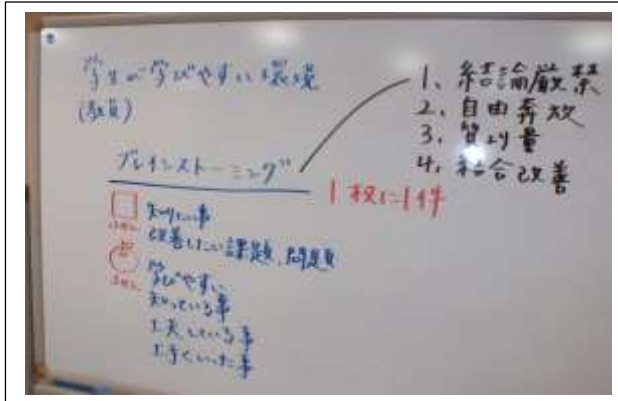 学生が学びやすい環境
(教員)
ブレインストーミング
1、結論厳禁
2、自由奔放
3、質より量
4、結合改善
1枚に1件
知りたい事
改善したい課題、問題点
学びやすい
知っている事
工夫している事
上手くいった事